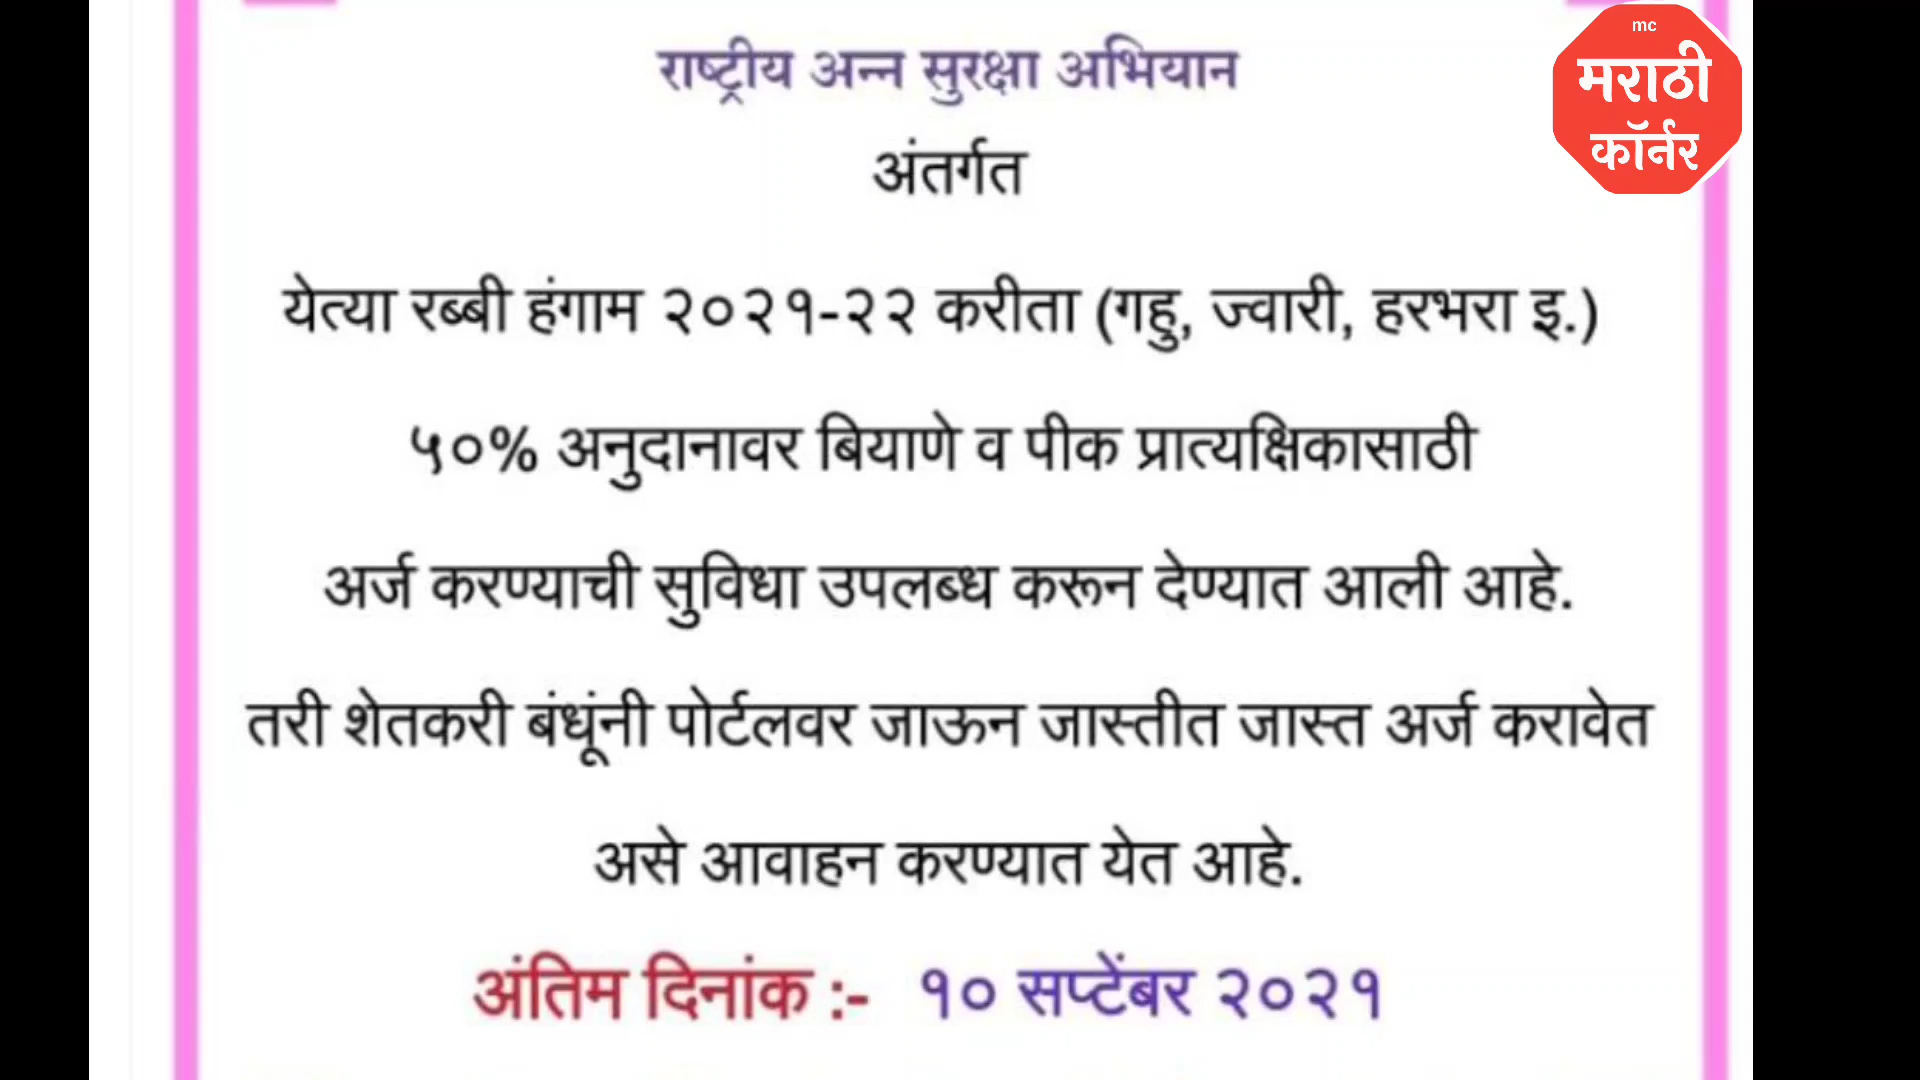 राष्ट्रीय अन्न सुरक्षा अभियान
अंतर्गत
येत्या रब्बी हंगाम २०२१-२२ करीता (गहु, ज्वारी, हरभरा इ.)
५०% अनुदानावर बियाणे व पीक प्रात्यक्षिकासाठी
अर्ज करण्याची सुविधा उपलब्ध करून देण्यात आली आहे.
तरी शेतकरी बंधूंनी पोर्टलवर जाऊन जास्तीत जास्त अर्ज करावेत
असे आवाहन करण्यात येत आहे.
अंतिम दिनांक :- १० सप्टेंबर २०२१
mc
मराठी
कॉर्नर